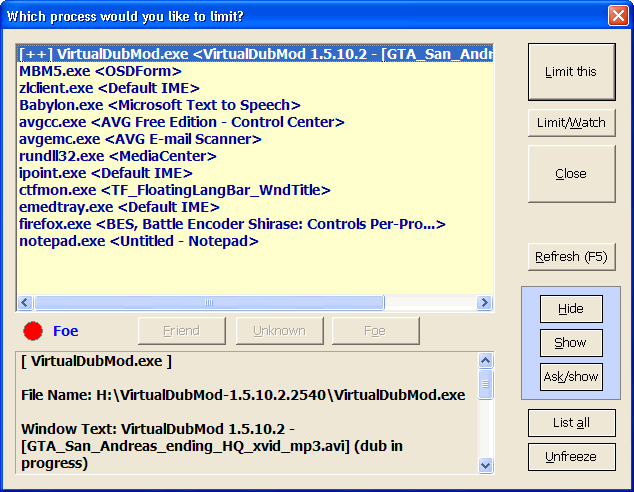 Which process would you like to limit?
[++] VirtualDubMod.exe <VirtualDubMod 1.5.10.2 - [GTA_San_Andre
MBM5.exe <OSDForm>
zlclient.exe <Default IME>
Babylon.exe <Microsoft Text to Speech>
avgcc.exe <AVG Free Edition - Control Center>
avgemc.exe <AVG E-mail Scanner>
rundll32.exe <MediaCenter>
ipoint.exe <Default IME>
ctfmon.exe <TF_FloatingLangBar_WndTitle>
emedtray.exe <Default IME>
firefox.exe <BES, Battle Encoder Shirase: Controls Per-Pro...>
notepad.exe <Untitled - Notepad>
Limit this
Limit/Watch
Close
Refresh (F5)
Hide
Show
Ask/show
List all
Unfreeze
Foe
Friend
Unknown
Foe
[ VirtualDubMod.exe ]
File Name: H:\VirtualDubMod-1.5.10.2.2540\VirtualDubMod.exe
Window Text: VirtualDubMod 1.5.10.2 -
[GTA_San_Andreas_ending_HQ_xvid_mp3.avi] (dub in
progress)